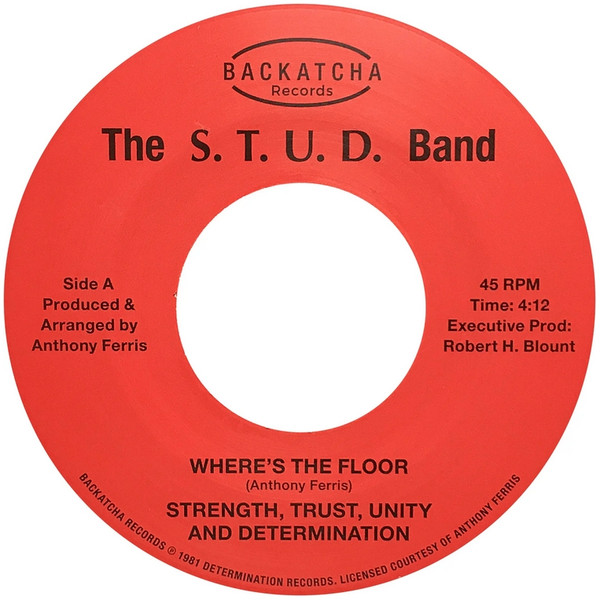 BACKATCHA
Records
The S. T. U. D. Band
Side A
Produced &
Arranged by
Anthony Ferris
45 RPM
Time: 4:12
Executive Prod:
Robert H. Blount
WHERE'S THE FLOOR
(Anthony Ferris)
STRENGTH, TRUST, UNITY
AND DETERMINATION
BACKATCHA RECORDS ℗ 1981 DETERMINATION RECORDS. LICENSED COURTESY OF ANTHONY FERRIS